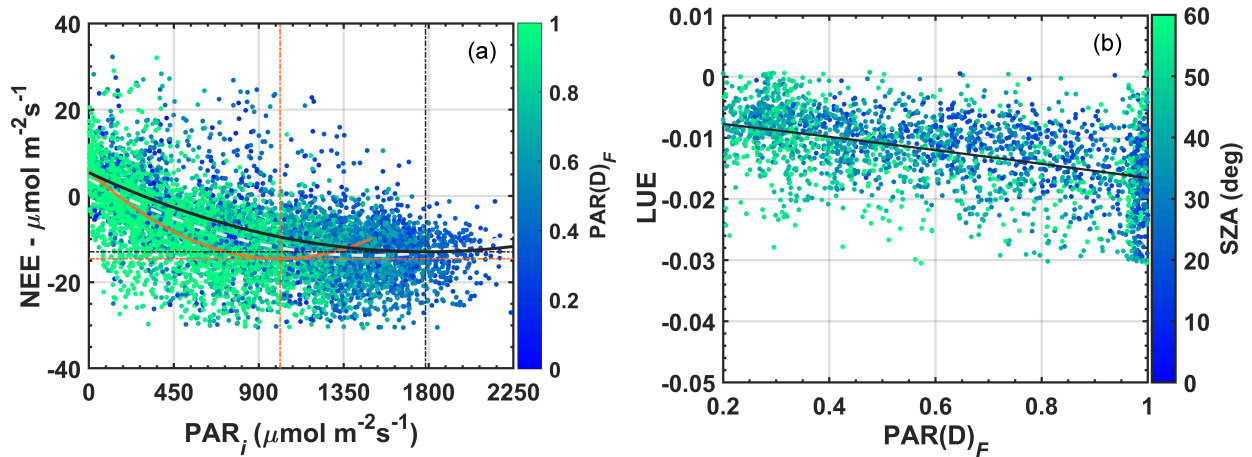 (a)
40
20
0
-20
-40
NEE - μmol m⁻²s⁻¹
0 450 900 1350 1800 2250
PARᵢ (μmol m⁻²s⁻¹)
1
0.8
0.6
0.4
0.2
0
PAR(D)_F
(b)
0.01
0
-0.01
-0.02
-0.03
-0.04
-0.05
LUE
0.2 0.4 0.6 0.8 1
PAR(D)_F
60
50
40
30
20
10
0
SZA (deg)